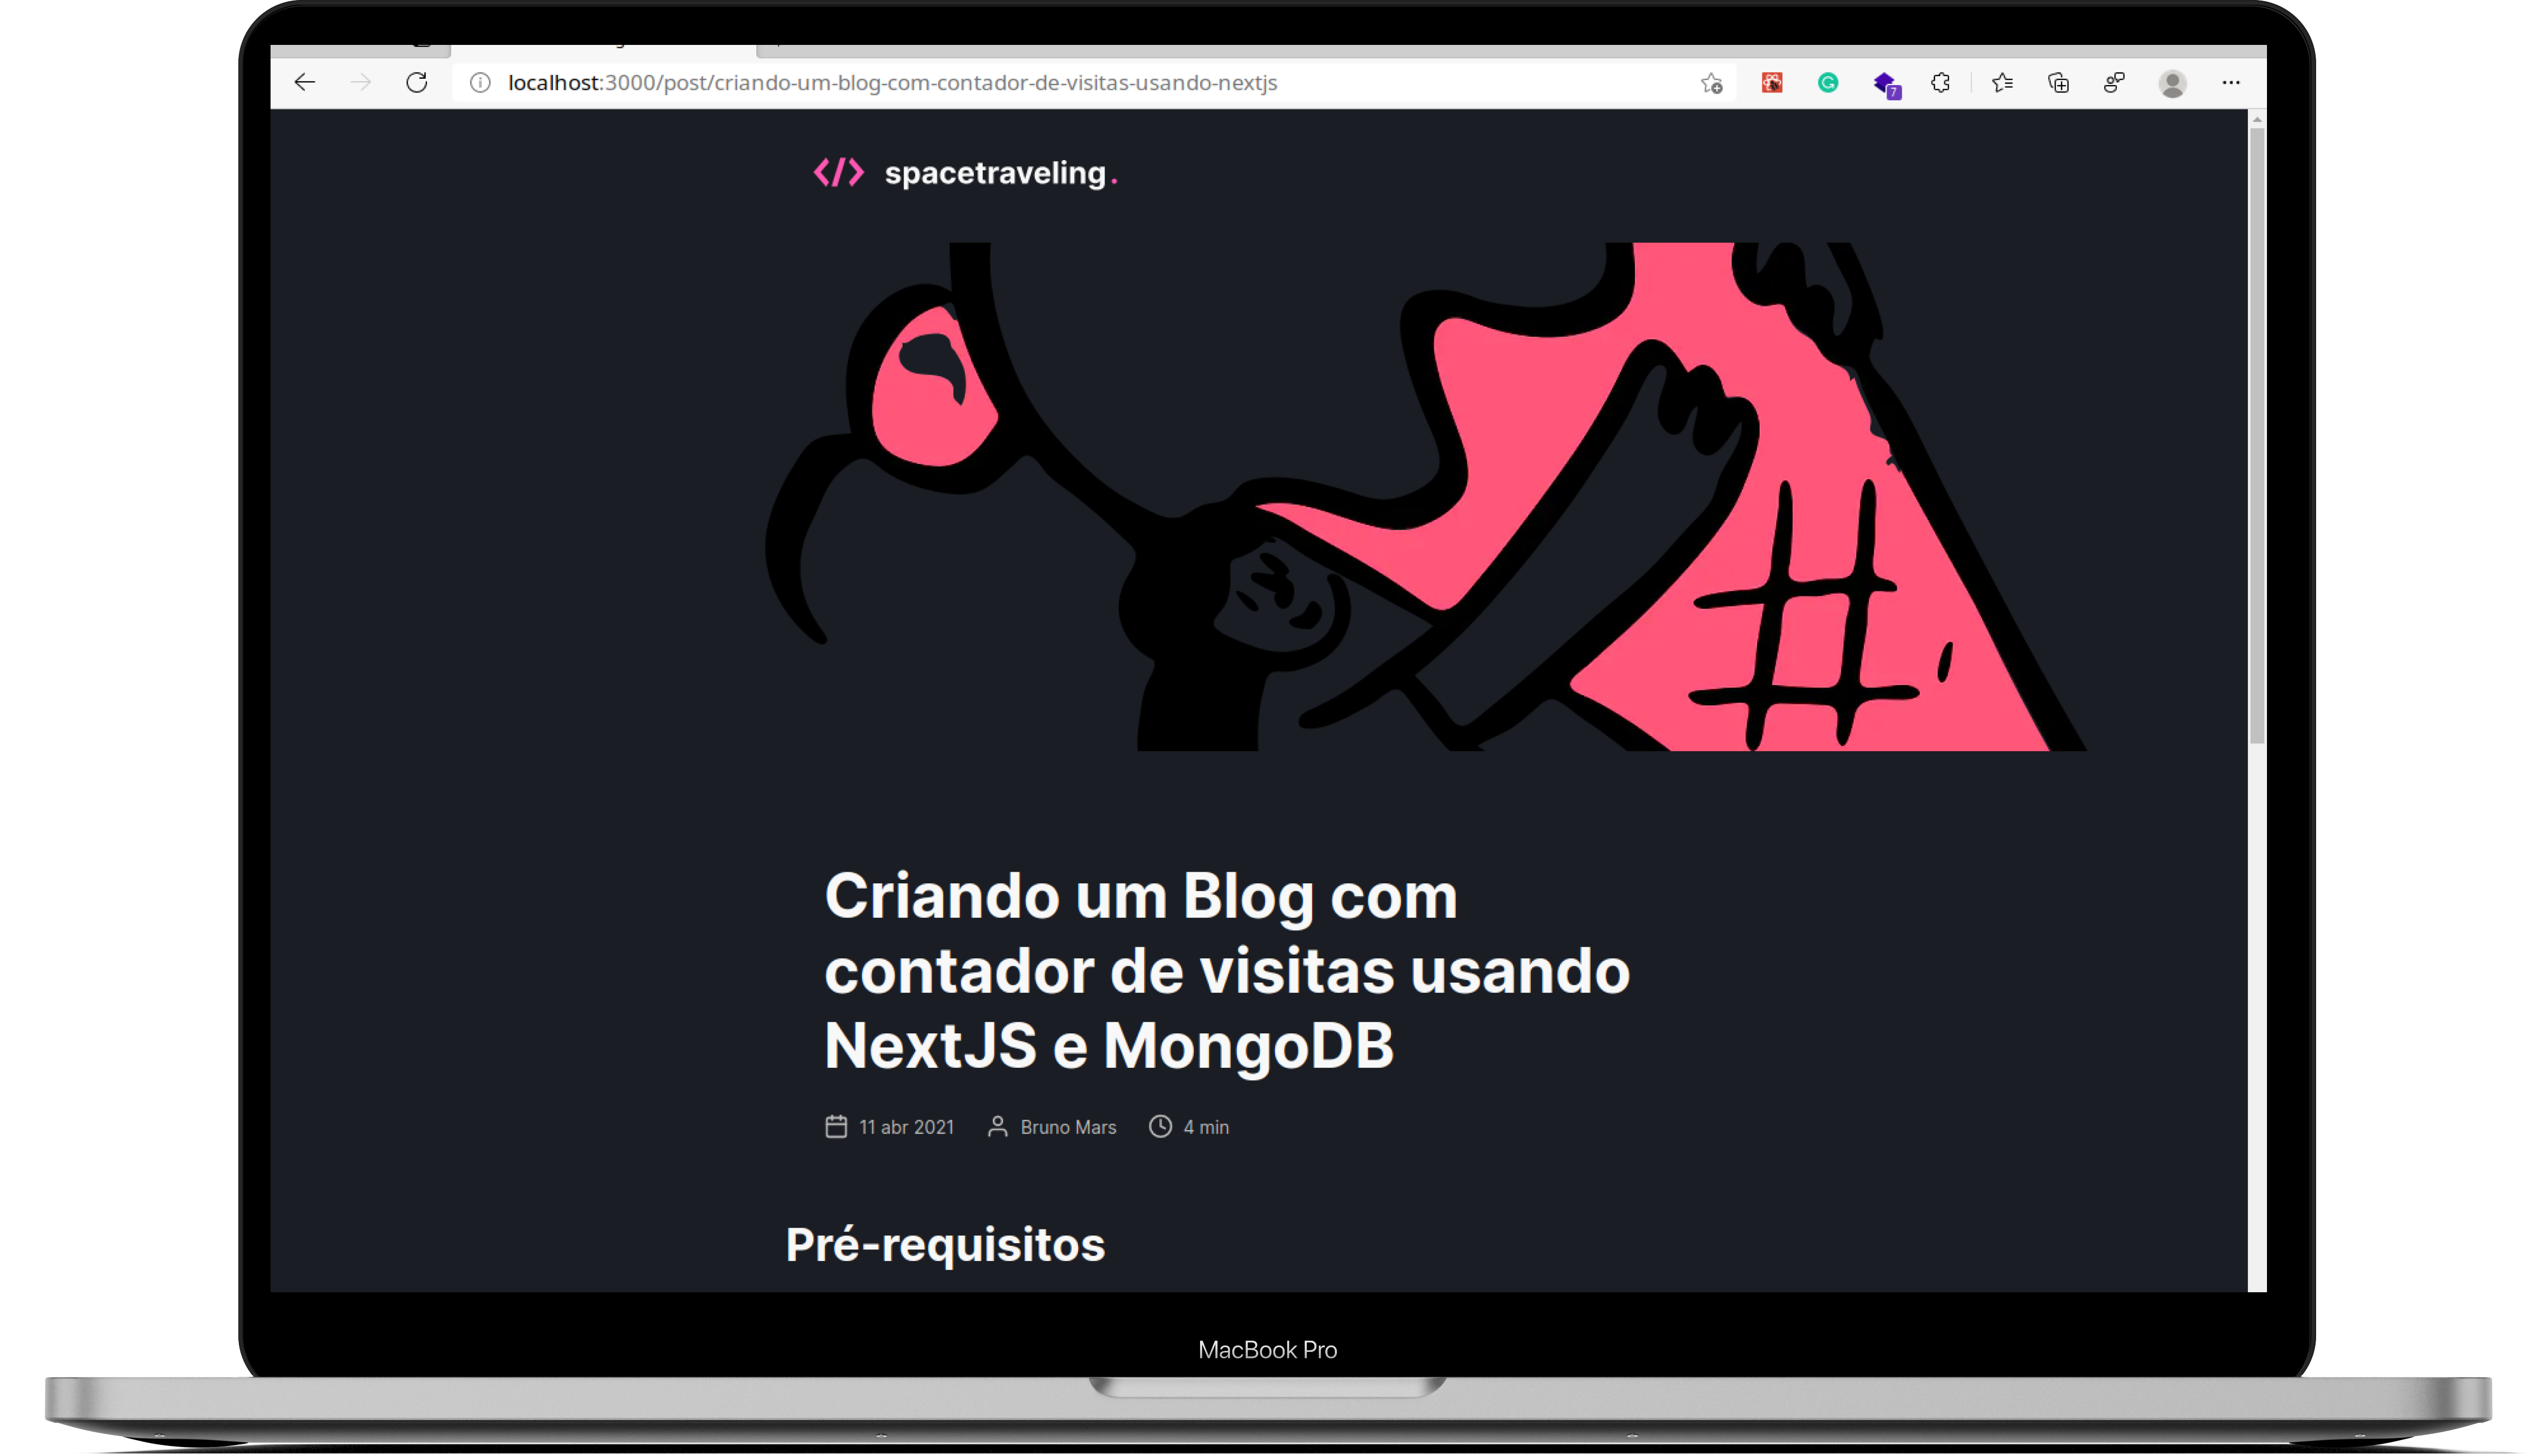 localhost:3000/post/criando-um-blog-com-contador-de-visitas-usando-nextjs
7
</> spacetraveling.
#
Criando um Blog com
contador de visitas usando
NextJS e MongoDB
11 abr 2021 Bruno Mars 4 min
Pré-requisitos
MacBook Pro